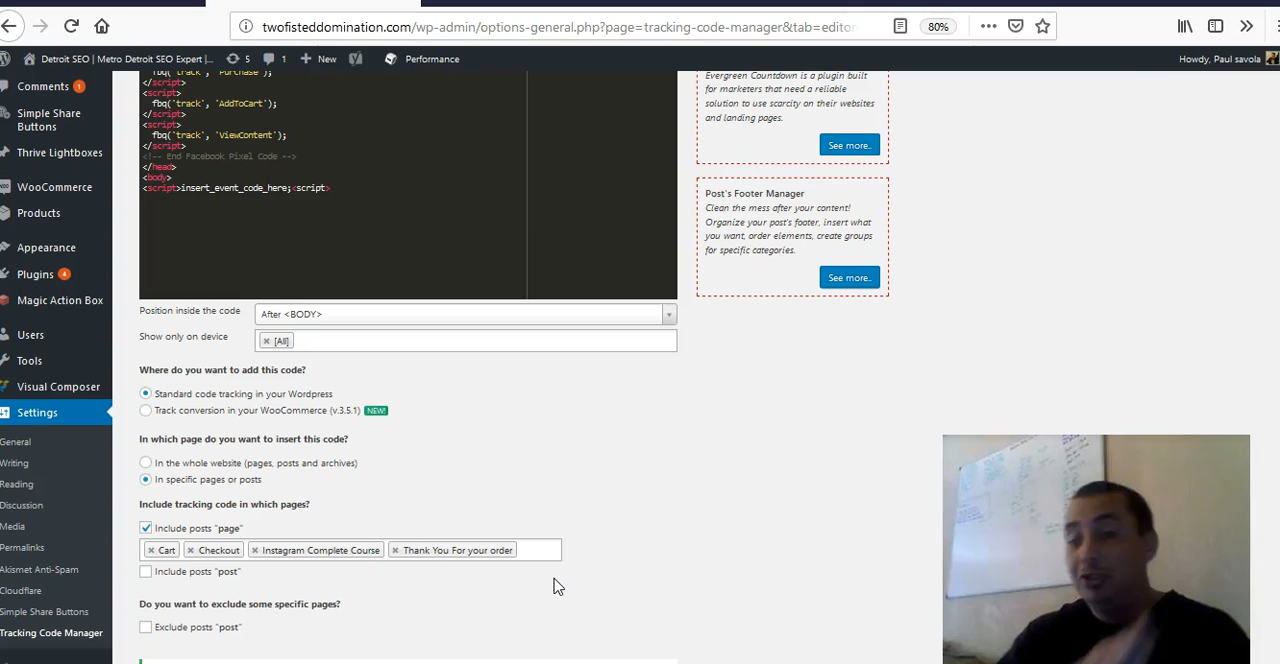 twofisteddomination.com/wp-admin/options-general.php?page=tracking-code-manager&tab=editor
80%
Detroit SEO | Metro Detroit SEO Expert |...
5
1
New
Performance
Howdy, Paul savola
Comments 1
Simple Share
Buttons
Thrive Lightboxes
WooCommerce
Products
Appearance
Plugins 4
Magic Action Box
Users
Tools
Visual Composer
Settings
General
Writing
Reading
Discussion
Media
Permalinks
Akismet Anti-Spam
Cloudflare
Simple Share Buttons
Tracking Code Manager
fbq('track', 'Purchase');
</script>
<script>
fbq('track', 'AddToCart');
</script>
<script>
fbq('track', 'ViewContent');
</script>
<!-- End Facebook Pixel Code -->
</head>
<body>
<script>insert_event_code_here;<script>
Position inside the code
After <BODY>
Show only on device
× [All]
Where do you want to add this code?
Standard code tracking in your Wordpress
Track conversion in your WooCommerce (v.3.5.1) NEW!
In which page do you want to insert this code?
In the whole website (pages, posts and archives)
In specific pages or posts
Include tracking code in which pages?
Include posts "page"
× Cart × Checkout × Instagram Complete Course × Thank You For your order
Include posts "post"
Do you want to exclude some specific pages?
Exclude posts "post"
Evergreen Countdown is a plugin built
for marketers that need a reliable
solution to use scarcity on their websites
and landing pages.
See more..
Post's Footer Manager
Clean the mess after your content!
Organize your post's footer, insert what
you want, order elements, create groups
for specific categories.
See more..